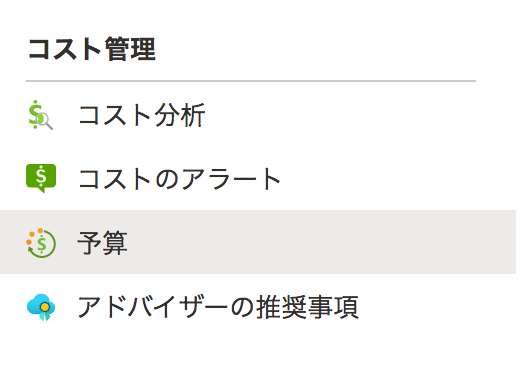 コスト管理
コスト分析
コストのアラート
予算
アドバイザーの推奨事項